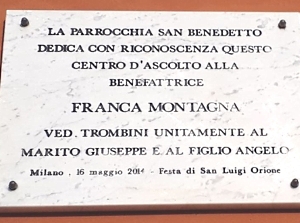 LA PARROCCHIA SAN BENEDETTO
DEDICA CON RICONOSCENZA QUESTO
CENTRO D'ASCOLTO ALLA
BENEFATTRICE
FRANCA MONTAGNA
VED. TROMBINI UNITAMENTE AL
MARITO GIUSEPPE E AL FIGLIO ANGELO
Milano , 16 maggio 2014 - Festa di San Luigi Orione